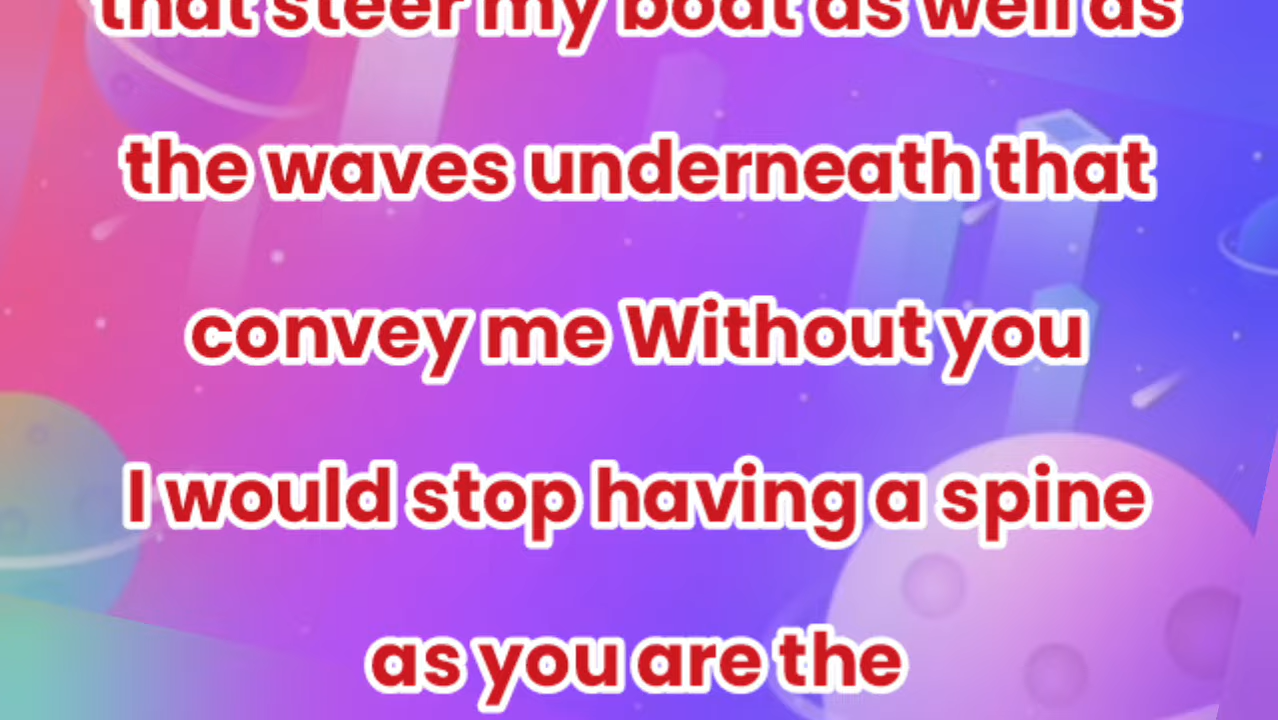 that steer my boat as well as
the waves underneath that
convey me Without you
I would stop having a spine
as you are the